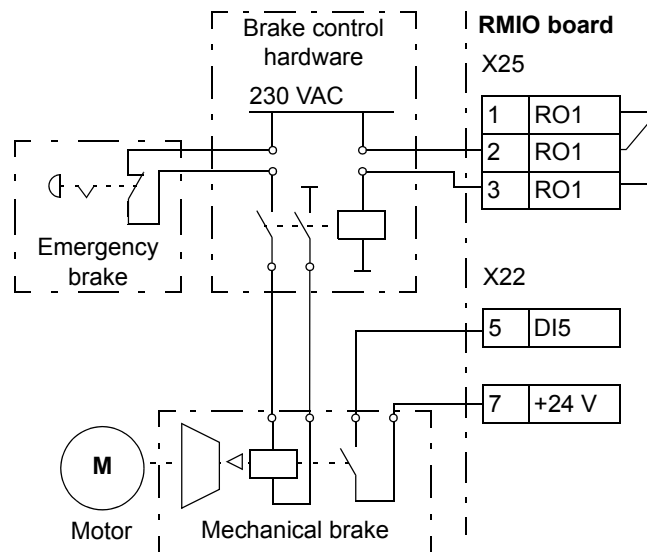 Brake control
hardware
RMIO board
X25
230 VAC
1 RO1
2 RO1
3 RO1
Emergency
brake
X22
5 DI5
7 +24 V
M
Motor
Mechanical brake